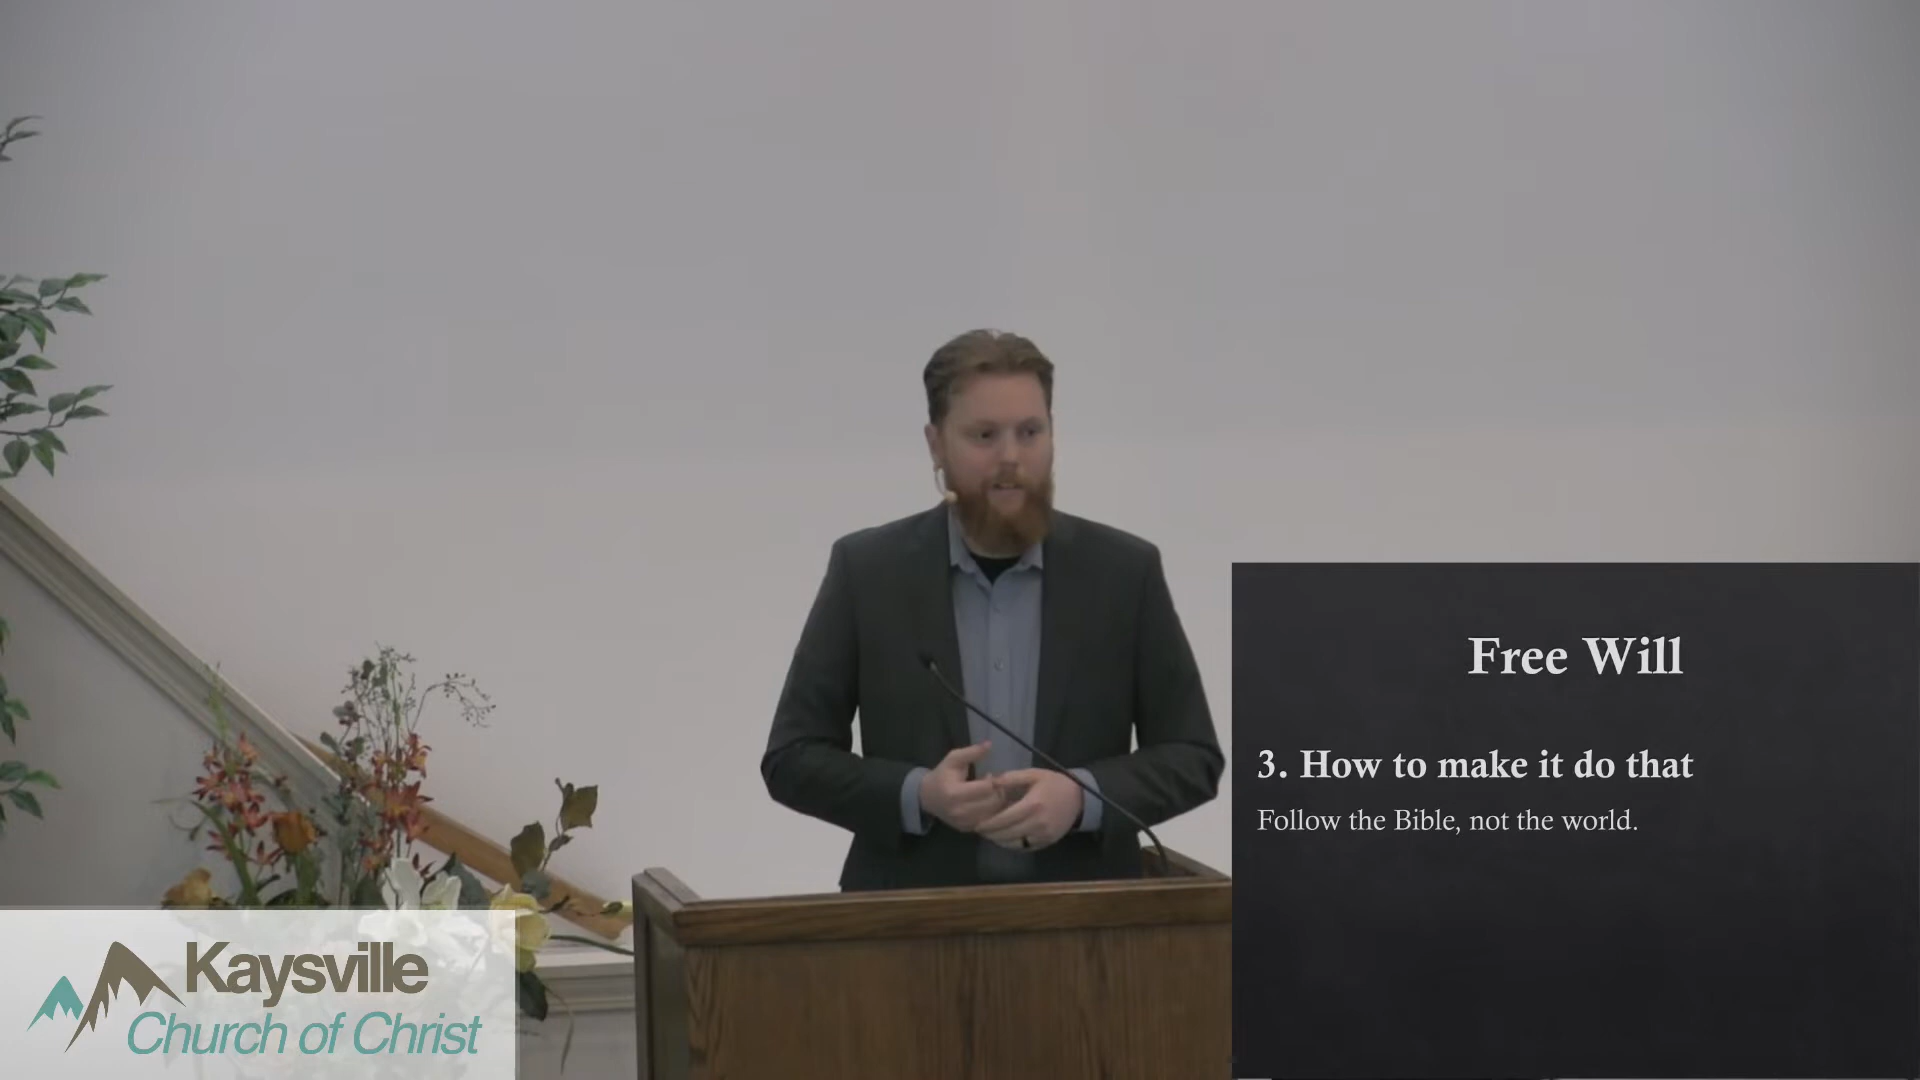 Free Will
3. How to make it do that
Follow the Bible, not the world.
Kaysville
Church of Christ